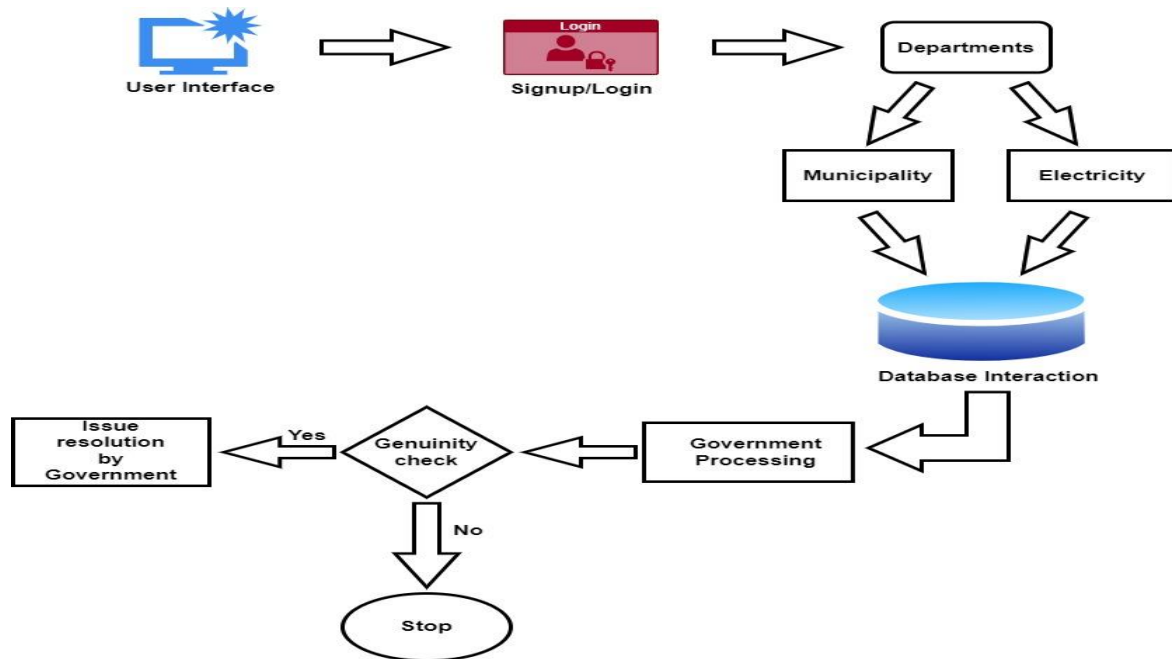 User Interface
Login
Signup/Login
Departments
Municipality
Electricity
Database Interaction
Government
Processing
Genuinity
check
Yes
Issue
resolution
by
Government
No
Stop